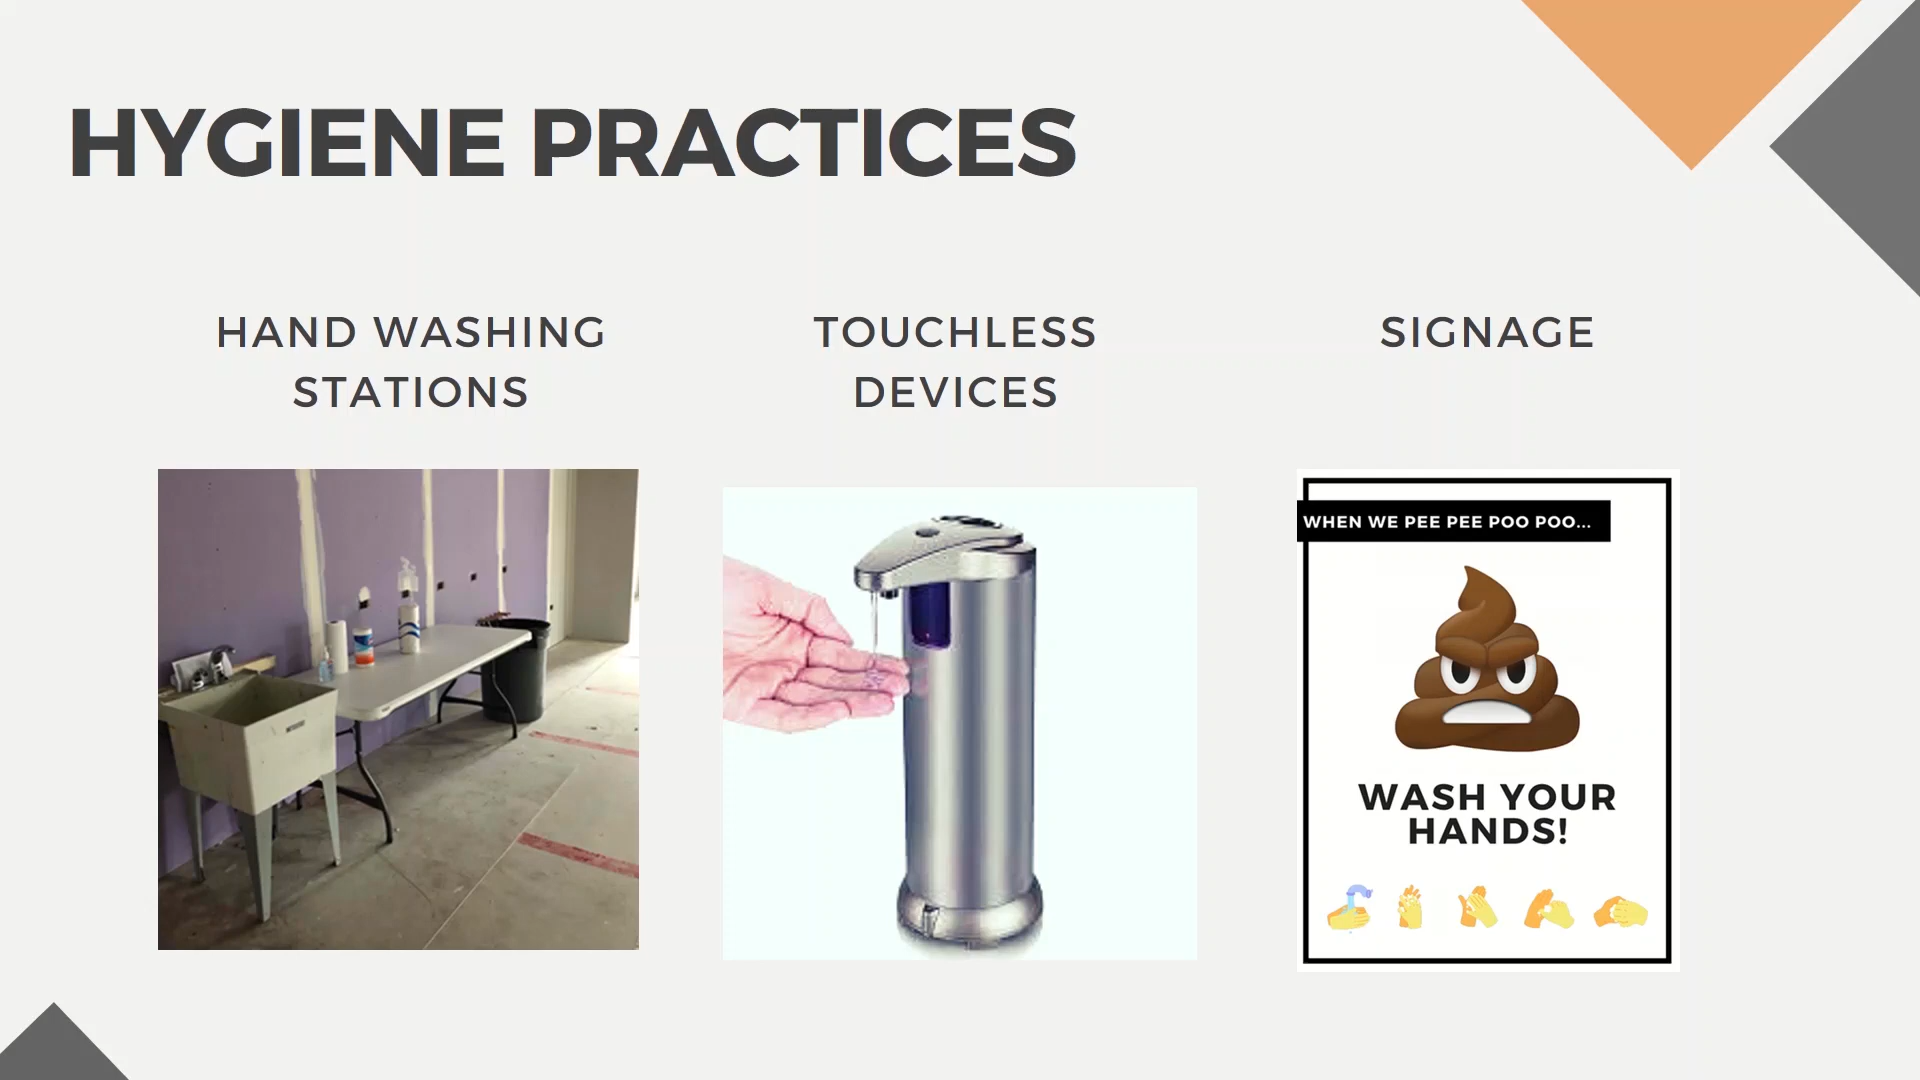 HYGIENE PRACTICES
HAND WASHING
STATIONS
TOUCHLESS
DEVICES
SIGNAGE
WHEN WE PEE PEE POO POO...
WASH YOUR
HANDS!